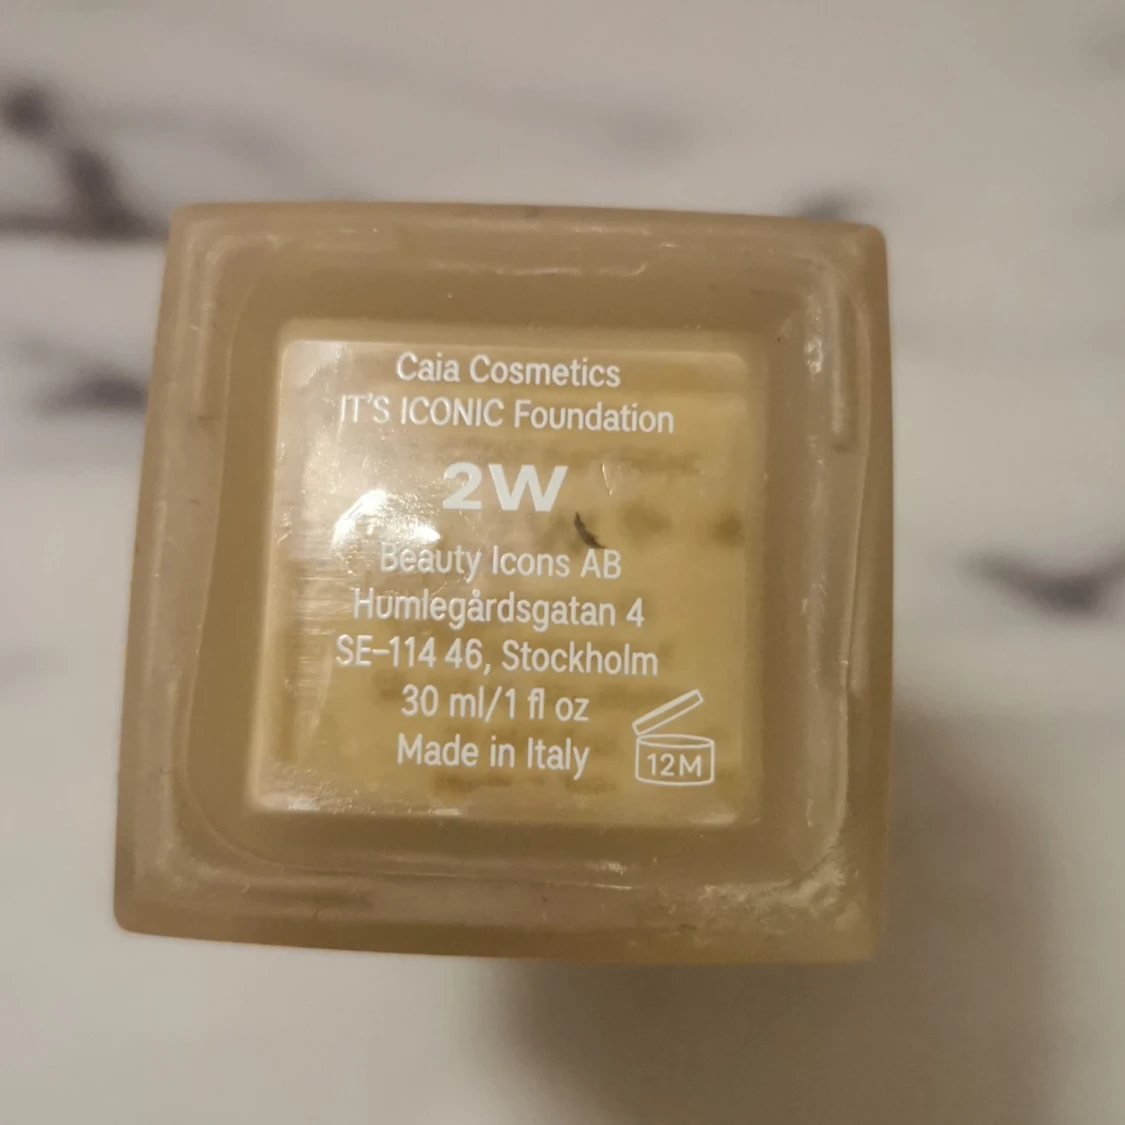 Caia Cosmetics
IT'S ICONIC Foundation
2W
Beauty Icons AB
Humlegårdsgatan 4
SE-114 46, Stockholm
30 ml/1 fl oz
Made in Italy
12M